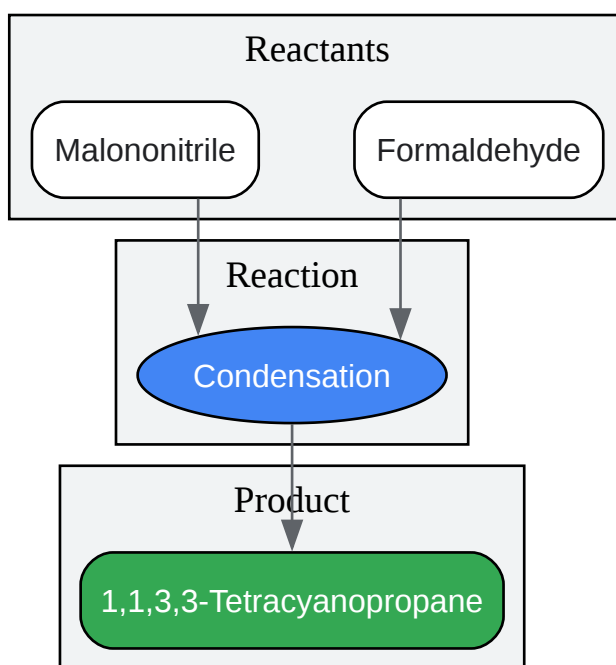 Reactants
Malononitrile
Formaldehyde
Reaction
Condensation
Product
1,1,3,3-Tetracyanopropane